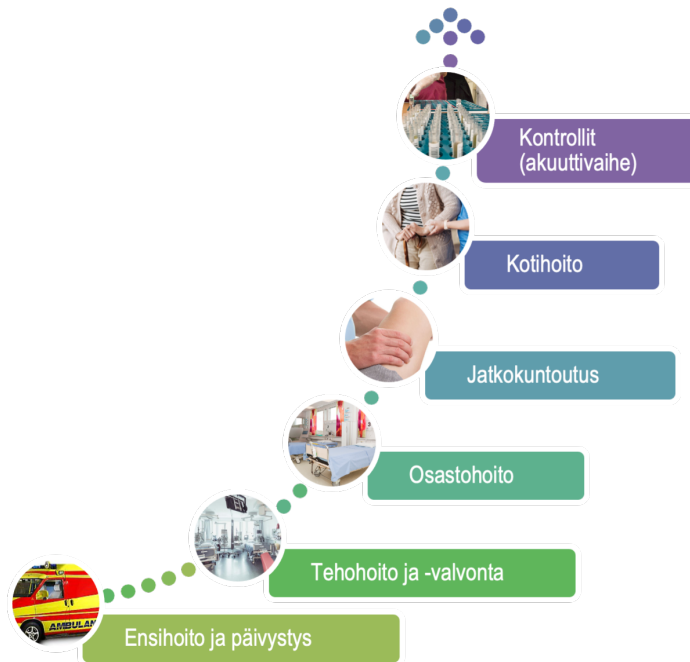 Kontrollit
(akuuttivaihe)
Kotihoito
Jatkokuntoutus
Osastohoito
Tehohoito ja -valvonta
AMBULAN
Ensihoito ja päivystys